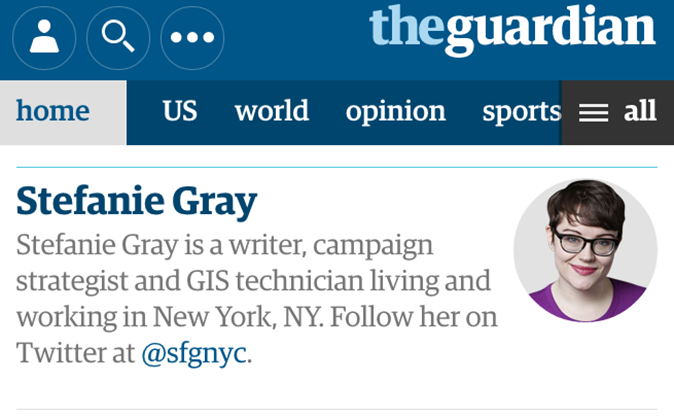 theguardian
home US world opinion sports all
Stefanie Gray
Stefanie Gray is a writer, campaign
strategist and GIS technician living and
working in New York, NY. Follow her on
Twitter at @sfgnyc.